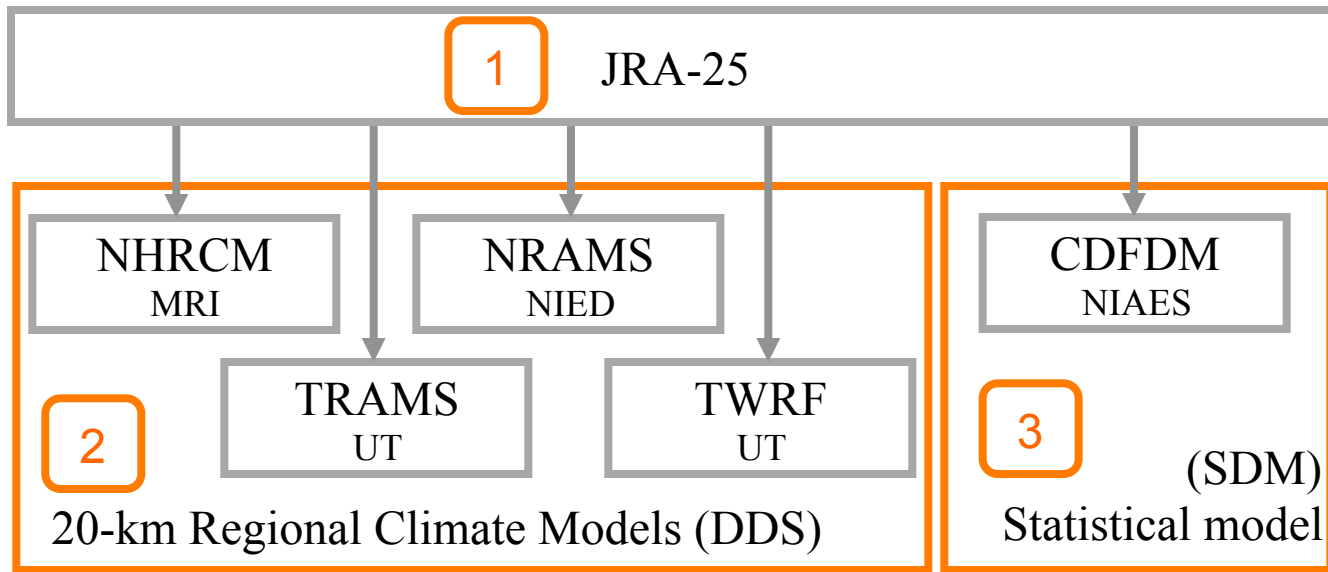 1 JRA-25
NHRCM
MRI
NRAMS
NIED
TRAMS
UT
TWRF
UT
2
20-km Regional Climate Models (DDS)
CDFDM
NIAES
3
(SDM)
Statistical model